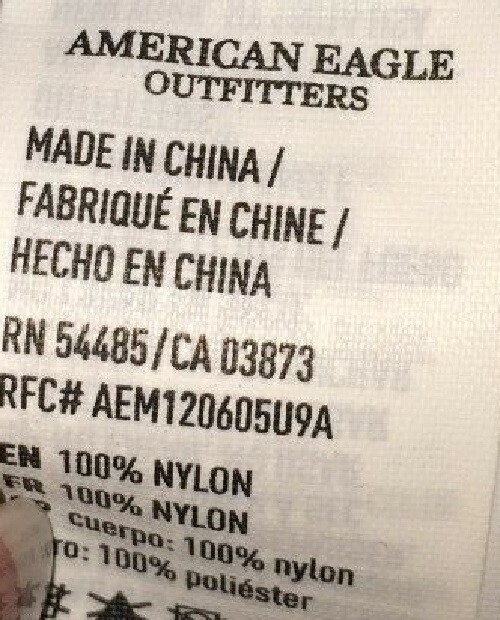 AMERICAN EAGLE
OUTFITTERS
MADE IN CHINA /
FABRIQUÉ EN CHINE /
HECHO EN CHINA
RN 54485/CA 03873
RFC# AEM120605U9A
EN 100% NYLON
FR 100% NYLON
cuerpo: 100% nylon
ro: 100% poliéster